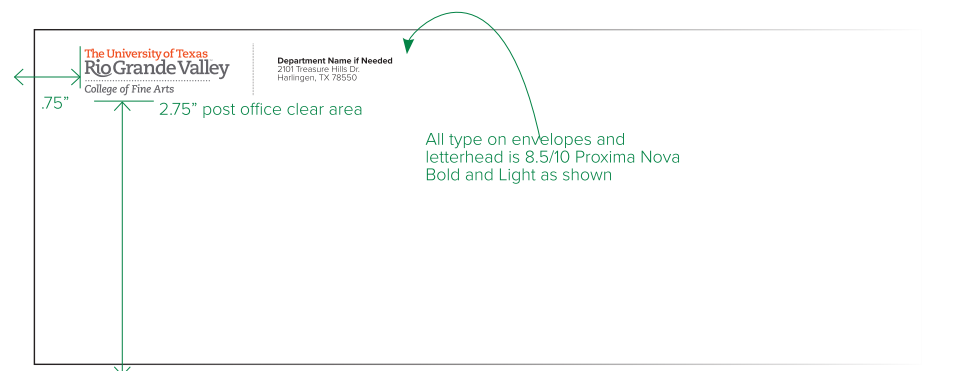 The University of Texas
Rio Grande Valley
College of Fine Arts
Department Name if Needed
2101 Treasure Hills Dr.
Harlingen, TX 78550
.75”
2.75” post office clear area
All type on envelopes and
letterhead is 8.5/10 Proxima Nova
Bold and Light as shown